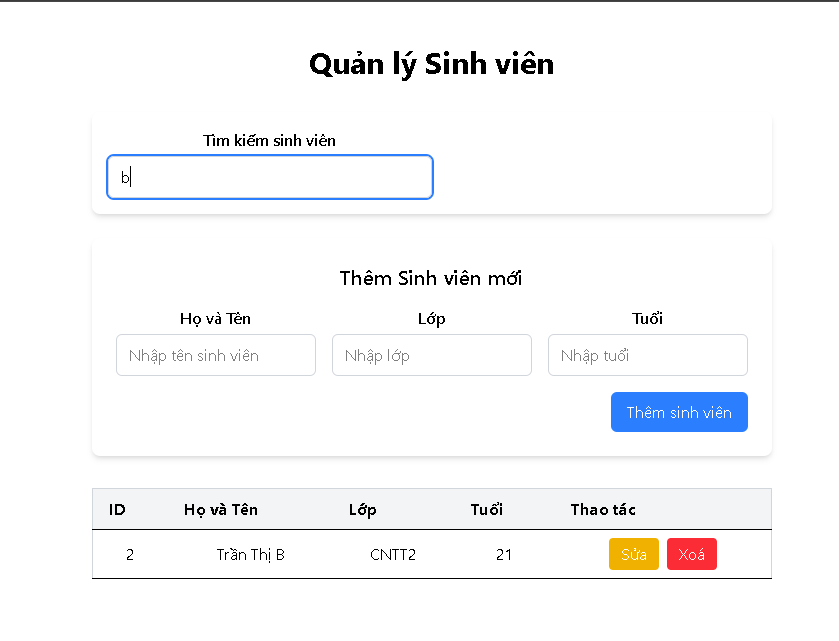 Quản lý Sinh viên
Tìm kiếm sinh viên
b
Thêm Sinh viên mới
Họ và Tên Lớp Tuổi
Nhập tên sinh viên Nhập lớp Nhập tuổi
Thêm sinh viên
ID Họ và Tên Lớp Tuổi Thao tác
2 Trần Thị B CNTT2 21 Sửa Xoá